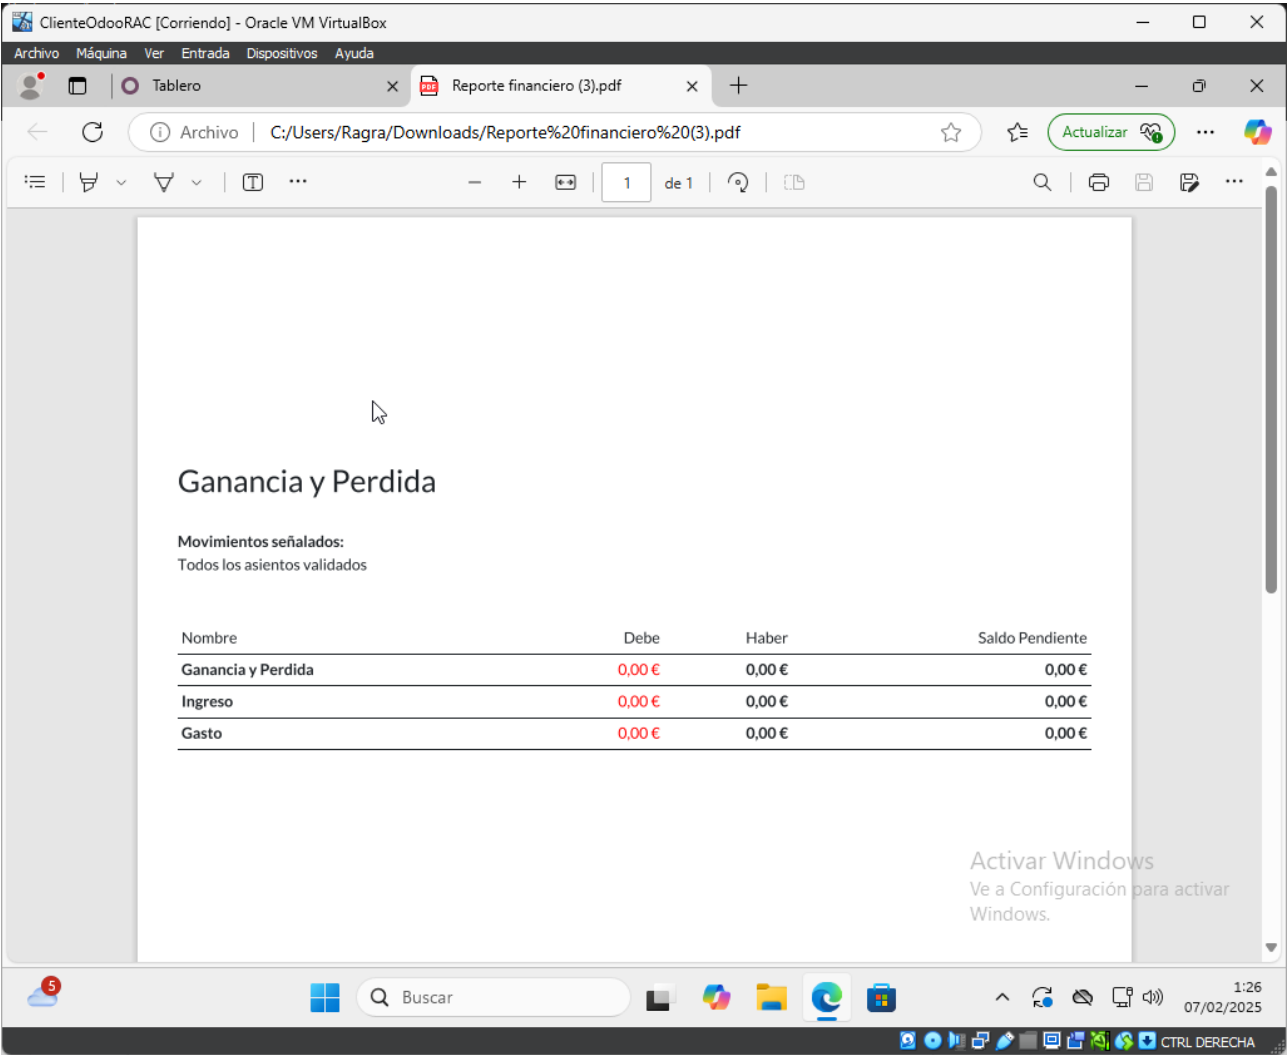 ClienteOdooRAC [Corriendo] - Oracle VM VirtualBox
Archivo Máquina Ver Entrada Dispositivos Ayuda
Tablero
PDF
Reporte financiero (3).pdf
Archivo
C:/Users/Ragra/Downloads/Reporte%20financiero%20(3).pdf
Actualizar
1 de 1
Ganancia y Perdida
Movimientos señalados:
Todos los asientos validados
Nombre Debe Haber Saldo Pendiente
Ganancia y Perdida 0,00 € 0,00 € 0,00 €
Ingreso 0,00 € 0,00 € 0,00 €
Gasto 0,00 € 0,00 € 0,00 €
Activar Windows
Ve a Configuración para activar
Windows.
5
Buscar
1:26
07/02/2025
CTRL DERECHA